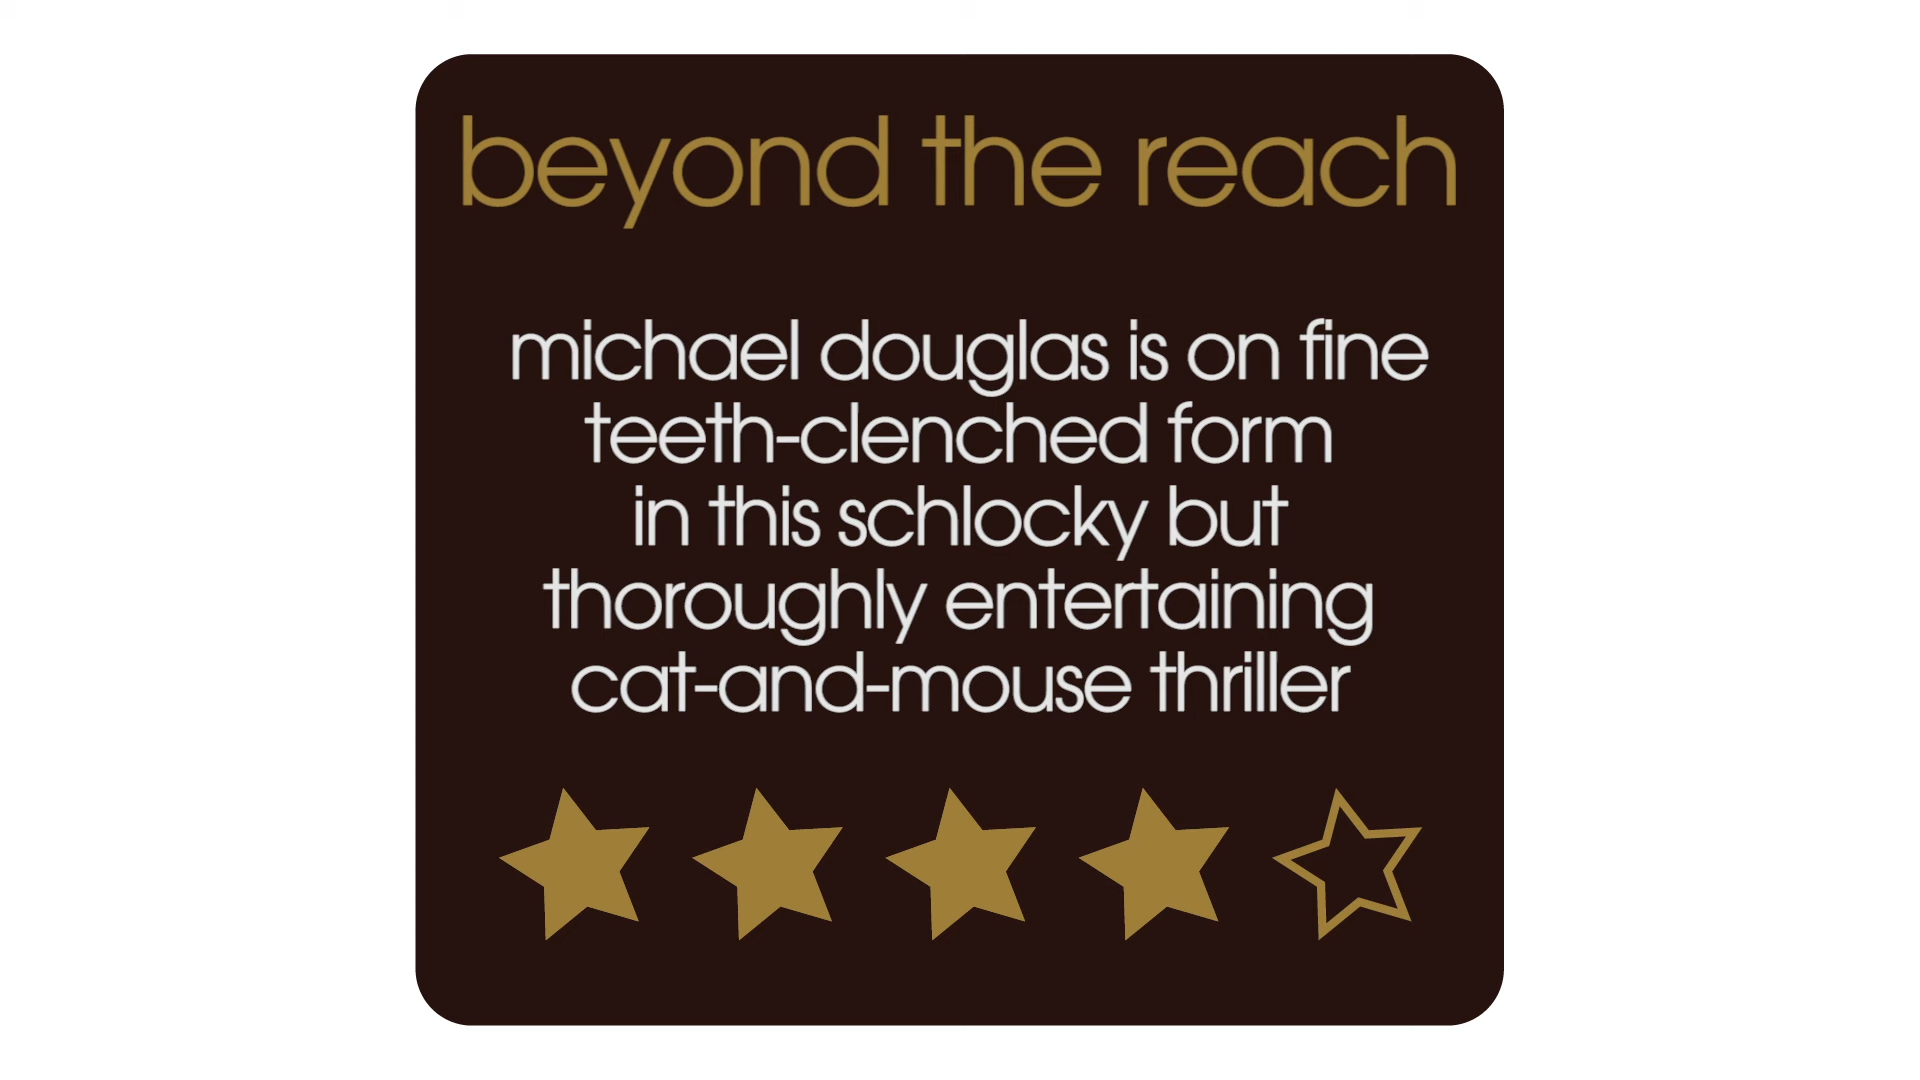 beyond the reach
michael douglas is on fine
teeth-clenched form
in this schlocky but
thoroughly entertaining
cat-and-mouse thriller